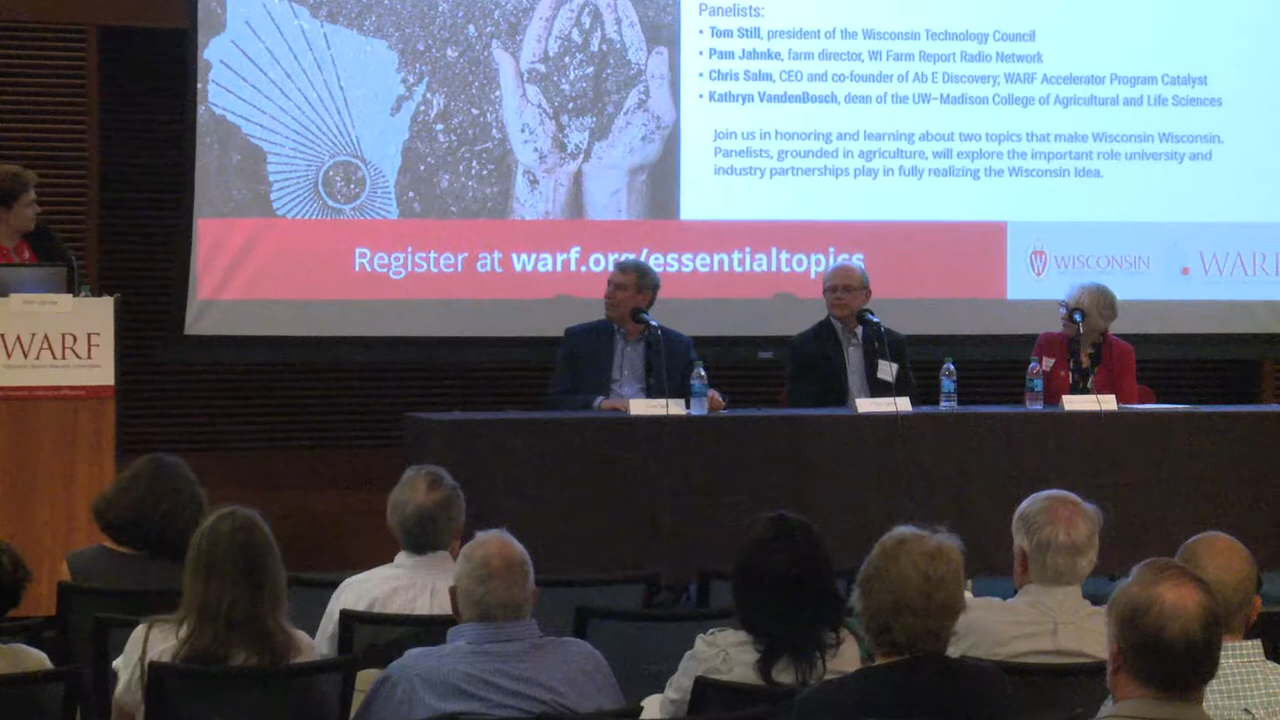 Panelists:
• Tom Still, president of the Wisconsin Technology Council
• Pam Jahnke, farm director, WI Farm Report Radio Network
• Chris Salm, CEO and co-founder of Ab E Discovery; WARF Accelerator Program Catalyst
• Kathryn VandenBosch, dean of the UW–Madison College of Agricultural and Life Sciences
Join us in honoring and learning about two topics that make Wisconsin Wisconsin.
Panelists, grounded in agriculture, will explore the important role university and
industry partnerships play in fully realizing the Wisconsin Idea.
Register at warf.org/essentialtopics
WISCONSIN
WARF
WARF